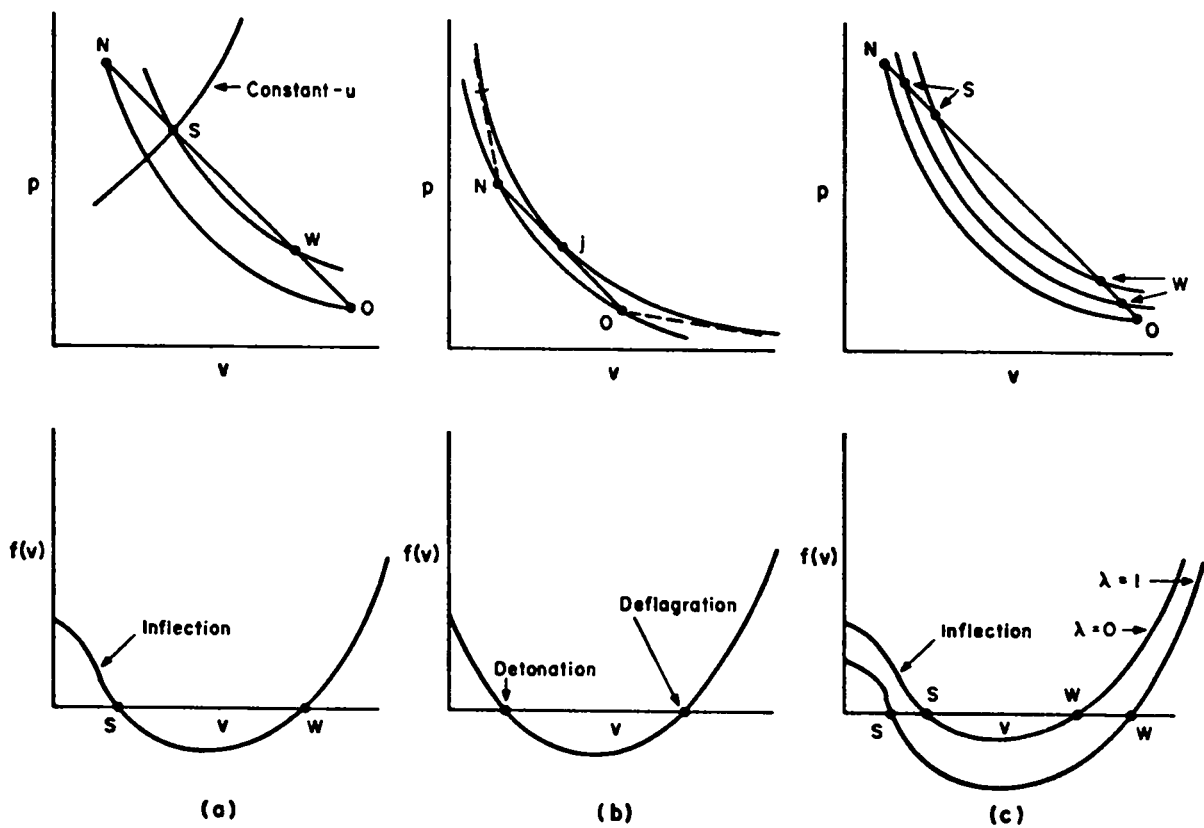 N
Constant-u
S
p
W
O
v
N
p
j
O
v
N
S
p
W
O
v
f(v)
Inflection
S
v
W
(a)
f(v)
Deflagration
Detonation
v
(b)
f(v)
λ = 1
λ = 0
Inflection
S
W
S
v
W
(c)